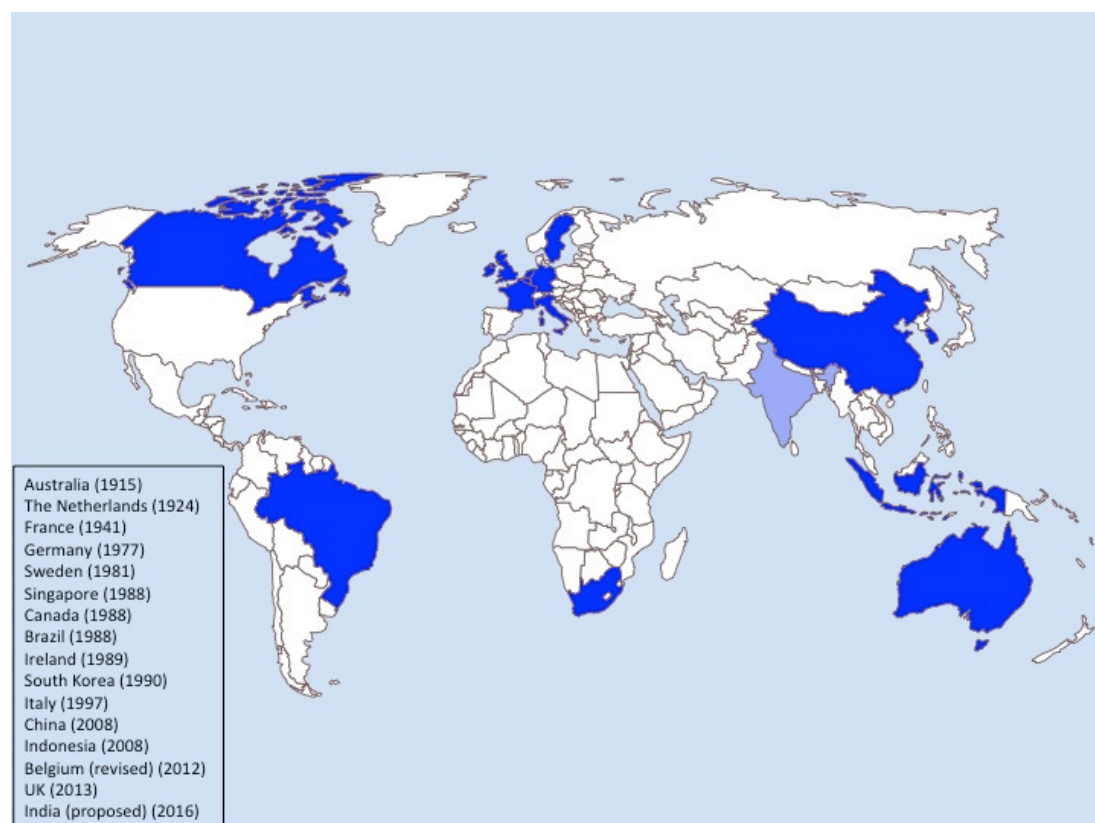 Australia (1915)
The Netherlands (1924)
France (1941)
Germany (1977)
Sweden (1981)
Singapore (1988)
Canada (1988)
Brazil (1988)
Ireland (1989)
South Korea (1990)
Italy (1997)
China (2008)
Indonesia (2008)
Belgium (revised) (2012)
UK (2013)
India (proposed) (2016)